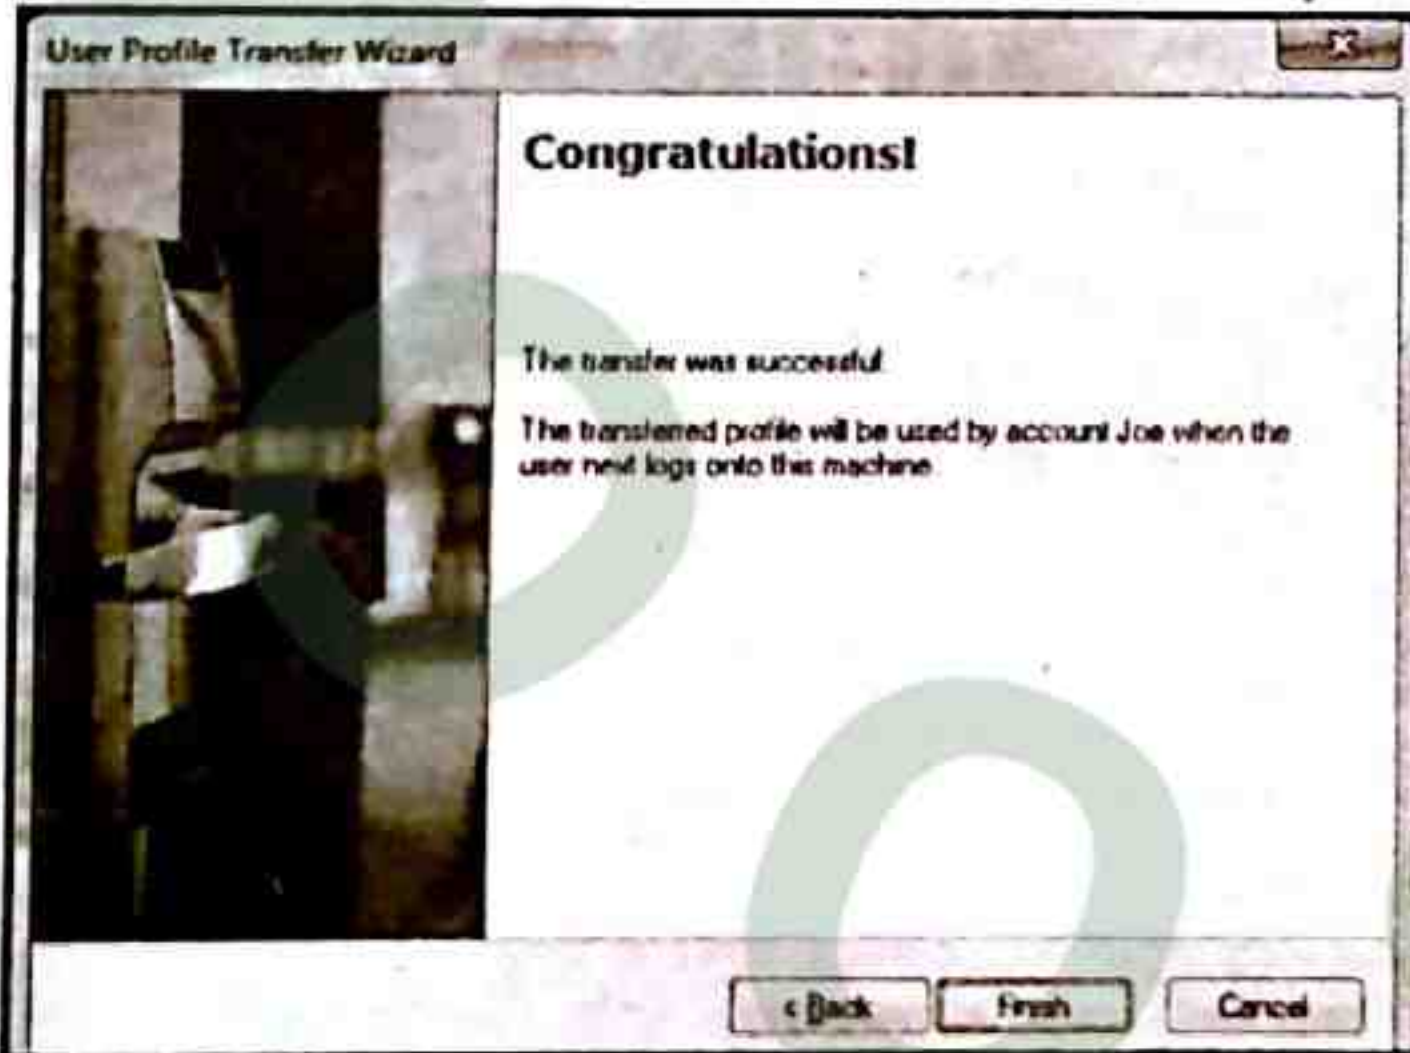 User Profile Transfer Wizard
Congratulations!
The transfer was successful.
The transferred profile will be used by account Joe when the
user next logs onto this machine.
< Back
Finish
Cancel